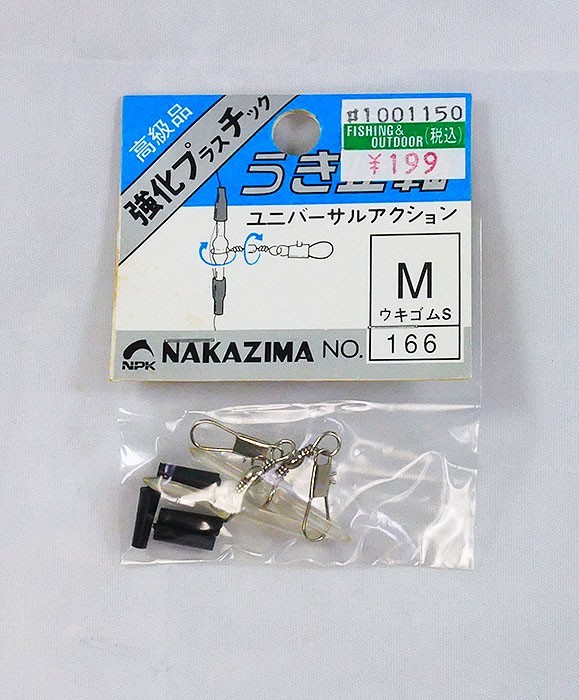 高級品
強化プラスチック
#1001150
FISHING &
OUTDOOR (税込)
¥199
うき
ユニバーサルアクション
M
ウキゴムS
166
NPK
NAKAZIMA NO.